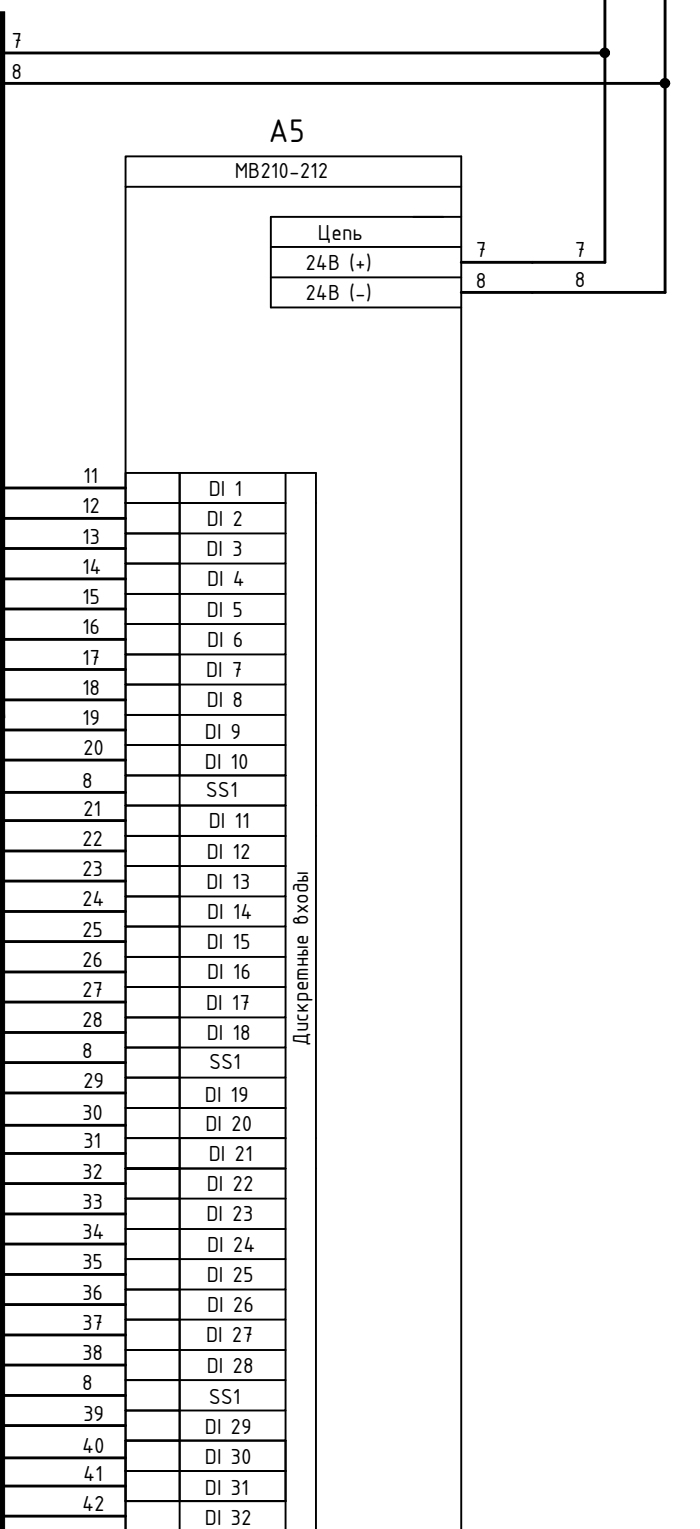 7
8
A5
МВ210-212
Цепь
24В (+) 7 7
24В (-) 8 8
11 DI 1
12 DI 2
13 DI 3
14 DI 4
15 DI 5
16 DI 6
17 DI 7
18 DI 8
19 DI 9
20 DI 10
8 SS1
21 DI 11
22 DI 12
23 DI 13
24 DI 14
25 DI 15
26 DI 16
27 DI 17
28 DI 18
8 SS1
29 DI 19
30 DI 20
31 DI 21
32 DI 22
33 DI 23
34 DI 24
35 DI 25
36 DI 26
37 DI 27
38 DI 28
8 SS1
39 DI 29
40 DI 30
41 DI 31
42 DI 32
Дискретные входы